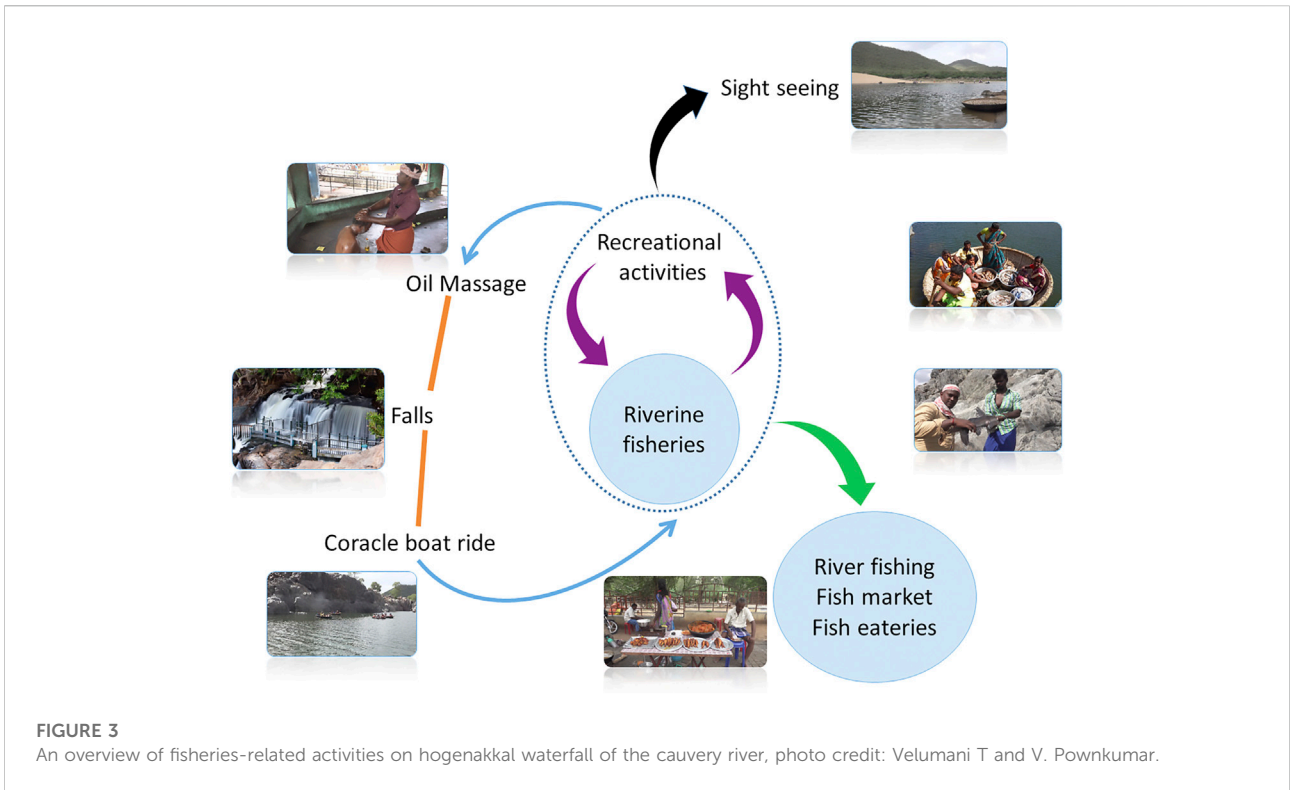 Sight seeing
Recreational
activities
Oil Massage
Riverine
fisheries
Falls
Coracle boat ride
River fishing
Fish market
Fish eateries
FIGURE 3
An overview of fisheries-related activities on hogenakkal waterfall of the cauvery river, photo credit: Velumani T and V. Pownkumar.